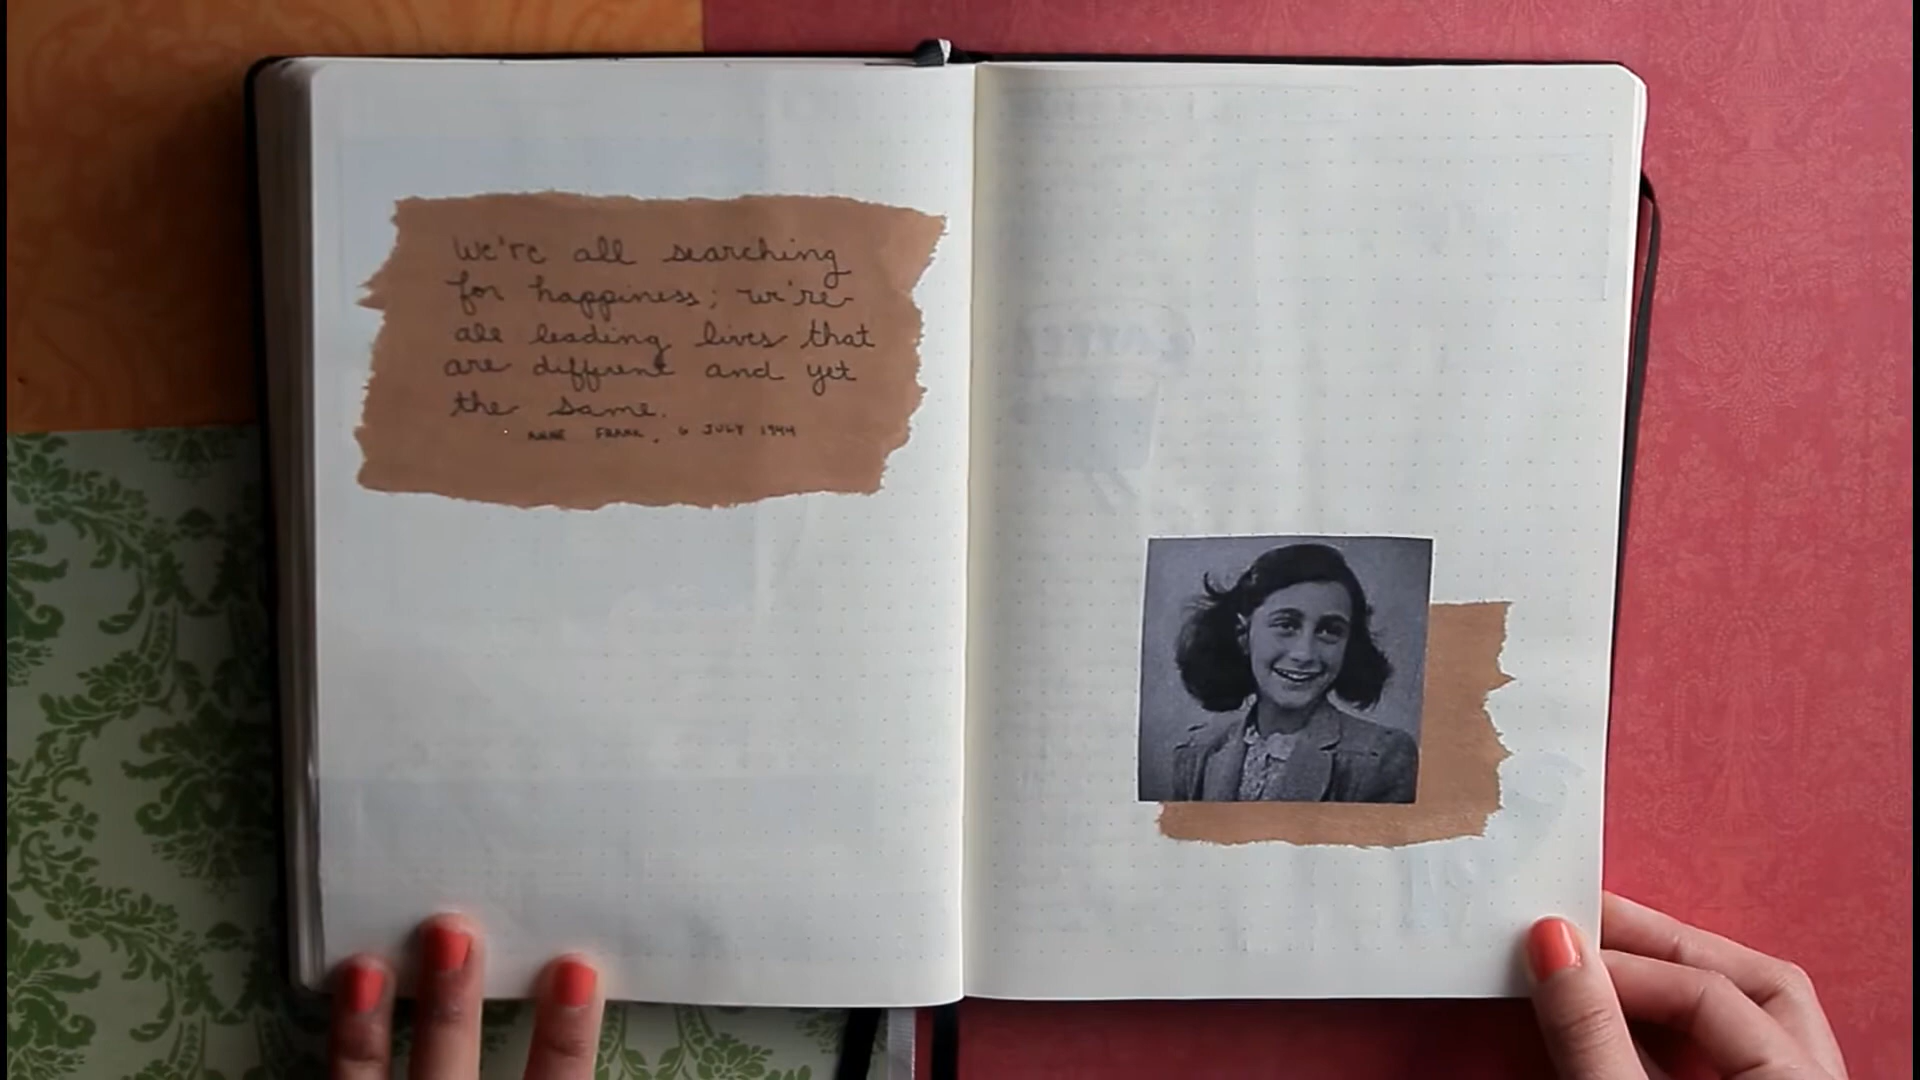 We're all searching
for happiness; we're
all leading lives that
are different and yet
the same.
ANNE FRANK, 6 JULY 1944